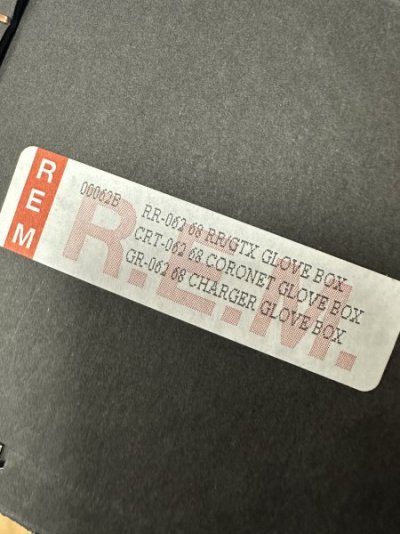 REM
R.E.M.
00062B
RR-062 68 RR/GTX GLOVE BOX
CRT-062 68 CORONET GLOVE BOX
GR-062 68 CHARGER GLOVE BOX